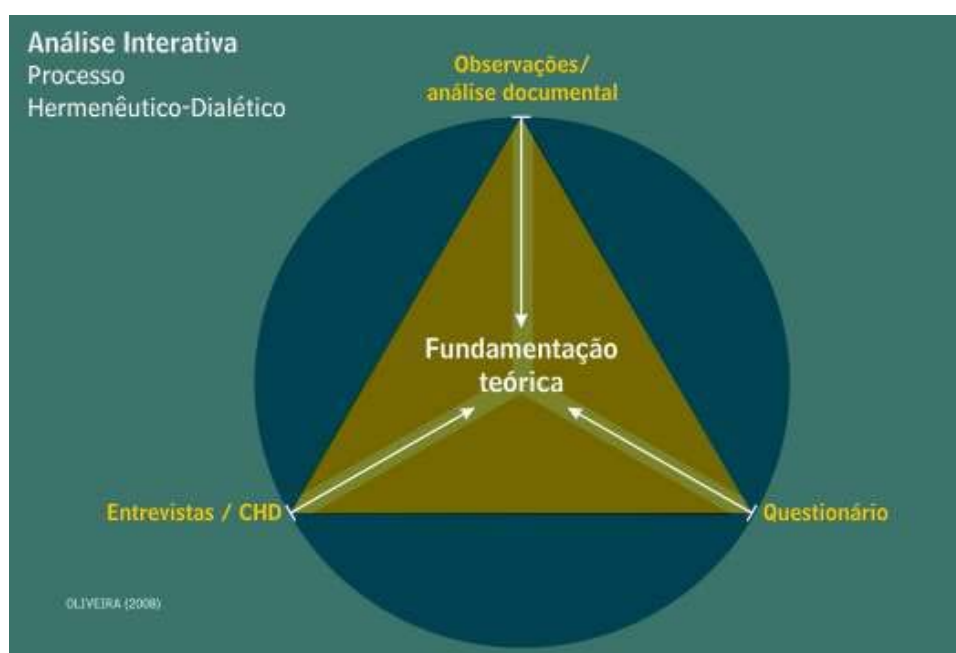 Análise Interativa
Processo
Hermenêutico-Dialético
Observações/
análise documental
Fundamentação
teórica
Entrevistas / CHD
Questionário
OLIVEIRA (2008)